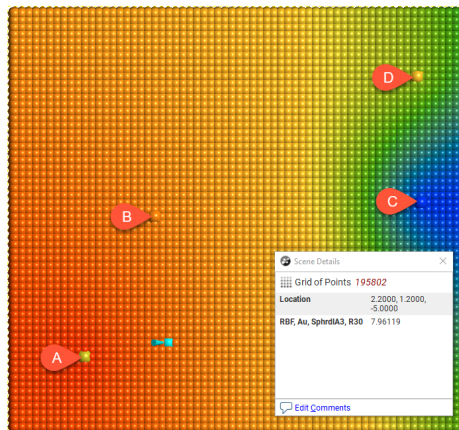 D
C
B
A
Scene Details
Grid of Points 195802
Location 2.2000, 1.2000,
-5.0000
RBF, Au, SphrdlA3, R30 7.96119
Edit Comments